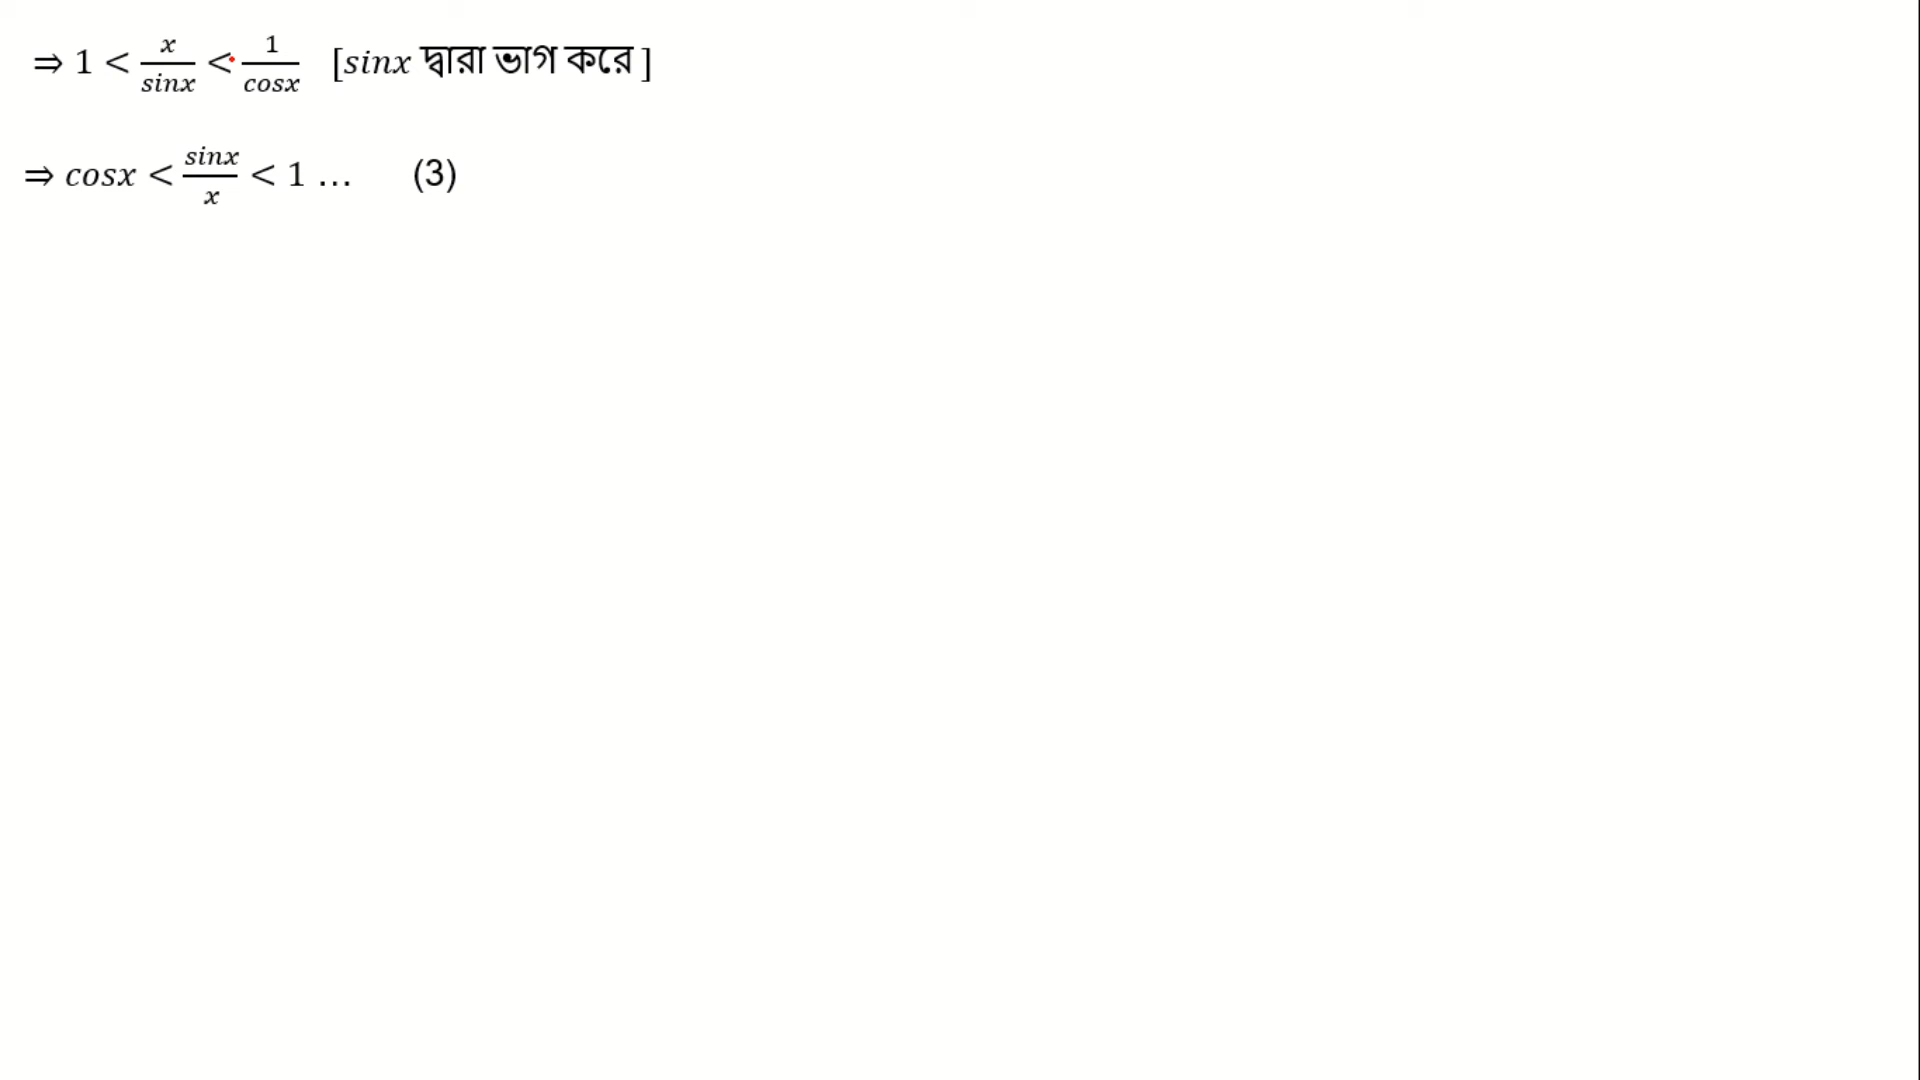 ⇒ 1 < x/sinx < 1/cosx [sinx দ্বারা ভাগ করে ]
⇒ cosx < sinx/x < 1 … (3)